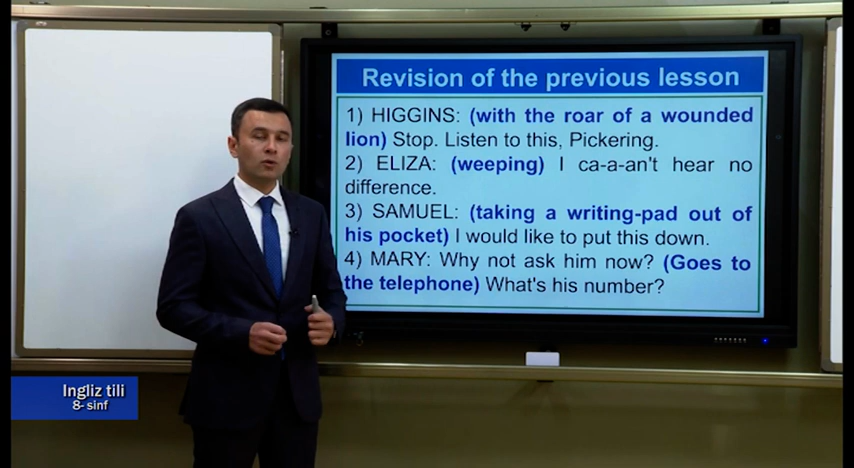 Revision of the previous lesson
1) HIGGINS: (with the roar of a wounded
lion) Stop. Listen to this, Pickering.
2) ELIZA: (weeping) I ca-a-an't hear no
difference.
3) SAMUEL: (taking a writing-pad out of
his pocket) I would like to put this down.
4) MARY: Why not ask him now? (Goes to
the telephone) What's his number?
Ingliz tili
8- sinf